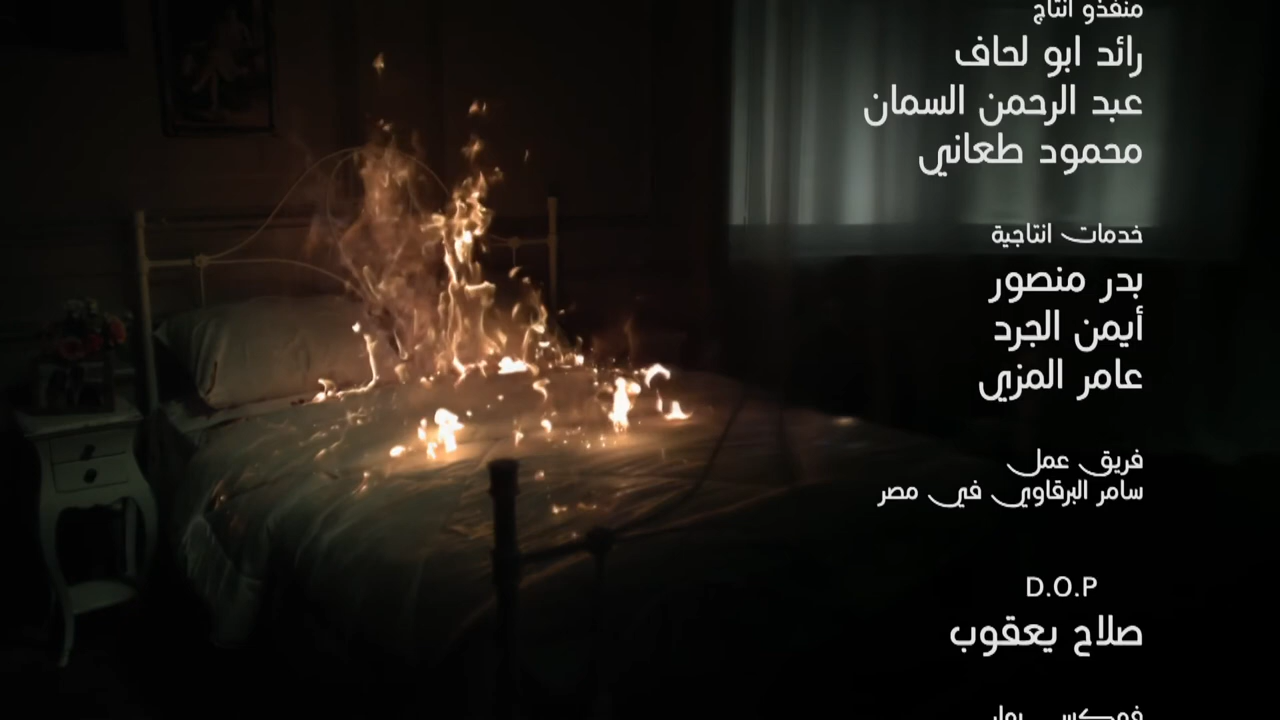 منفذو انتاج
رائد ابو لحاف
عبد الرحمن السمان
محمود طعاني
خدمات انتاجية
بدر منصور
أيمن الجرد
عامر المزي
فريق عمل
سامر البرقاوي في مصر
D.O.P
صلاح يعقوب